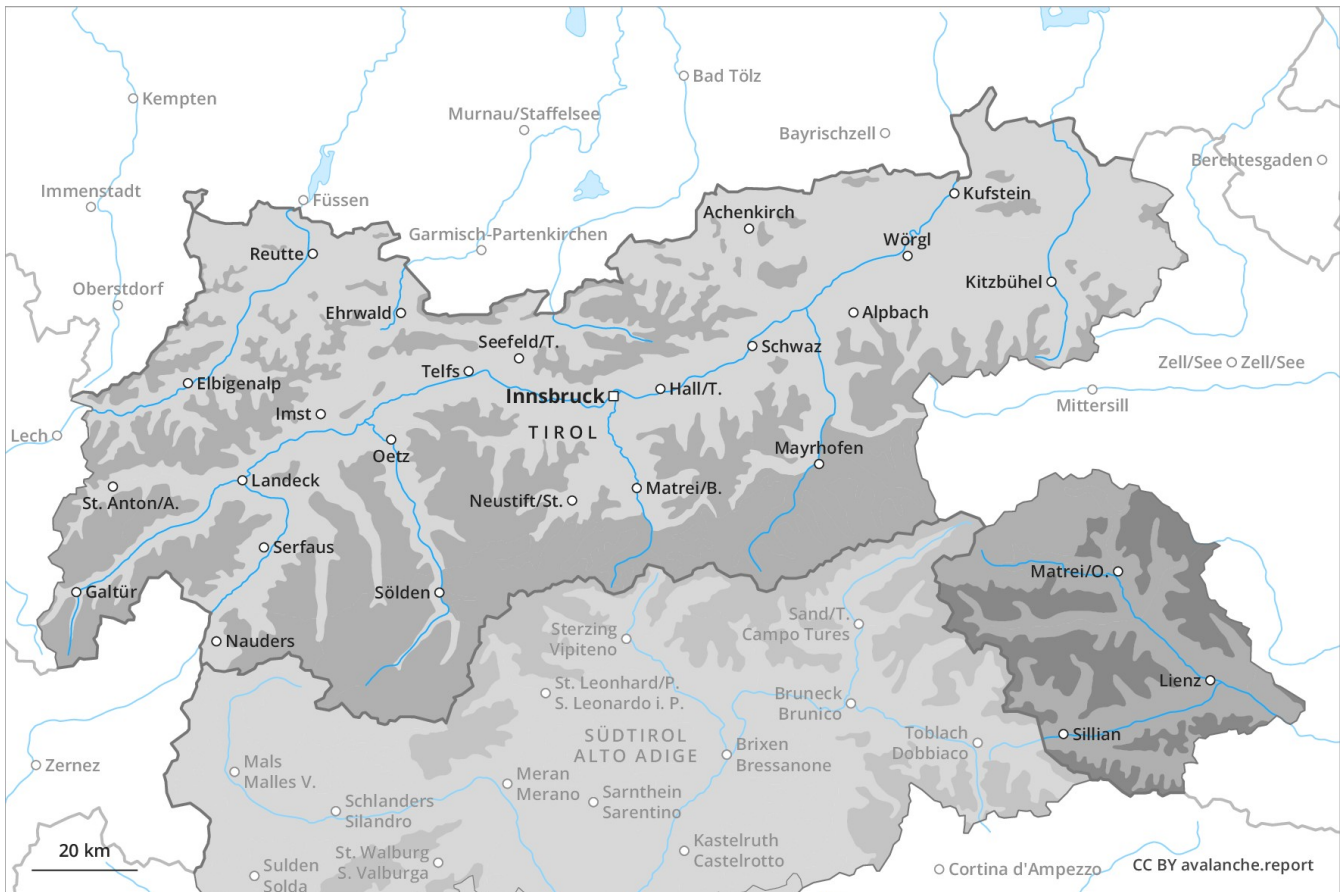 Kempten
Bad Tölz
Murnau/Staffelsee
Bayrischzell
Berchtesgaden
Immenstadt
Füssen
Kufstein
Achenkirch
Garmisch-Partenkirchen
Wörgl
Reutte
Kitzbühel
Oberstdorf
Ehrwald
Alpbach
Seefeld/T.
Schwaz
Telfs
Zell/See
Zell/See
Elbigenalp
Hall/T.
Innsbruck
Mittersill
Imst
TIROL
Lech
Oetz
Mayrhofen
Landeck
Matrei/B.
St. Anton/A.
Neustift/St.
Serfaus
Matrei/O.
Galtür
Sölden
Sand/T.
Campo Tures
Sterzing
Vipiteno
Nauders
Lienz
St. Leonhard/P.
S. Leonardo i. P.
Bruneck
Brunico
Sillian
SÜDTIROL
ALTO ADIGE
Toblach
Dobbiaco
Brixen
Bressanone
Zernez
Mals
Malles V.
Meran
Merano
Sarnthein
Sarentino
Schlanders
Silandro
20 km
Kastelruth
Castelrotto
St. Walburg
S. Valburga
Sulden
Solda
Cortina d'Ampezzo
CC BY avalanche.report